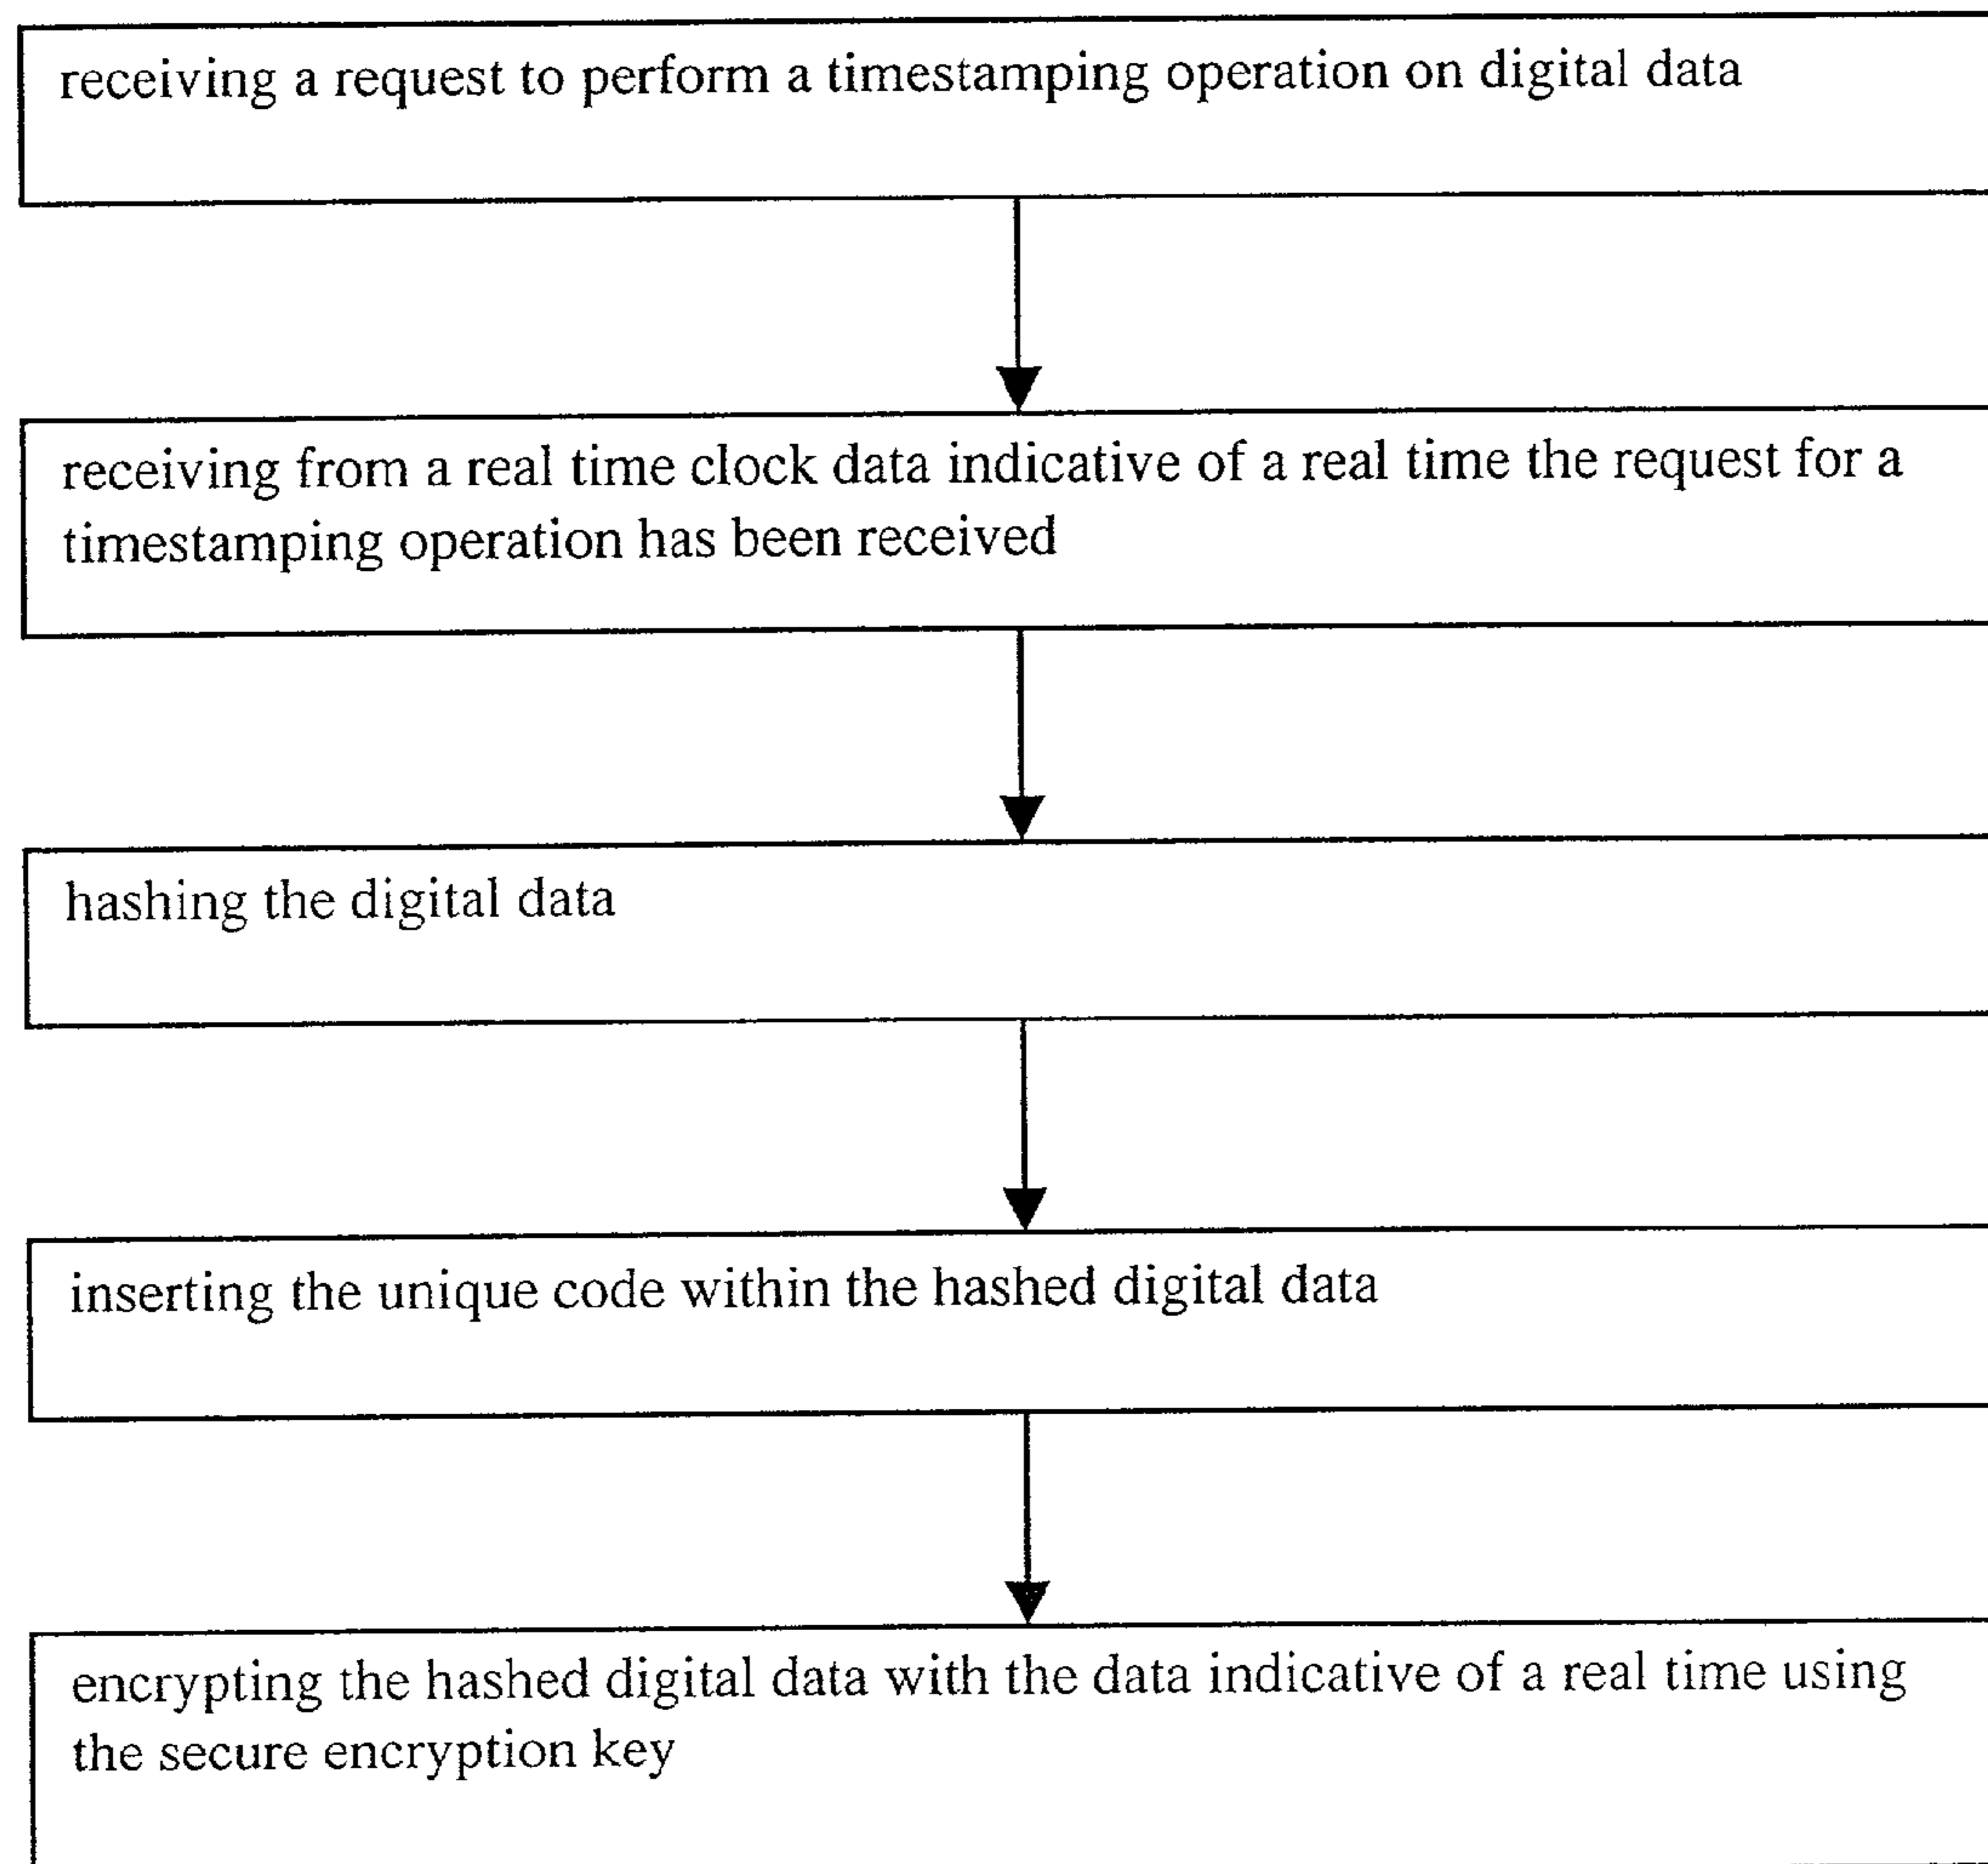 receiving a request to perform a timestamping operation on digital data
receiving from a real time clock data indicative of a real time the request for a
timestamping operation has been received
hashing the digital data
inserting the unique code within the hashed digital data
encrypting the hashed digital data with the data indicative of a real time using
the secure encryption key